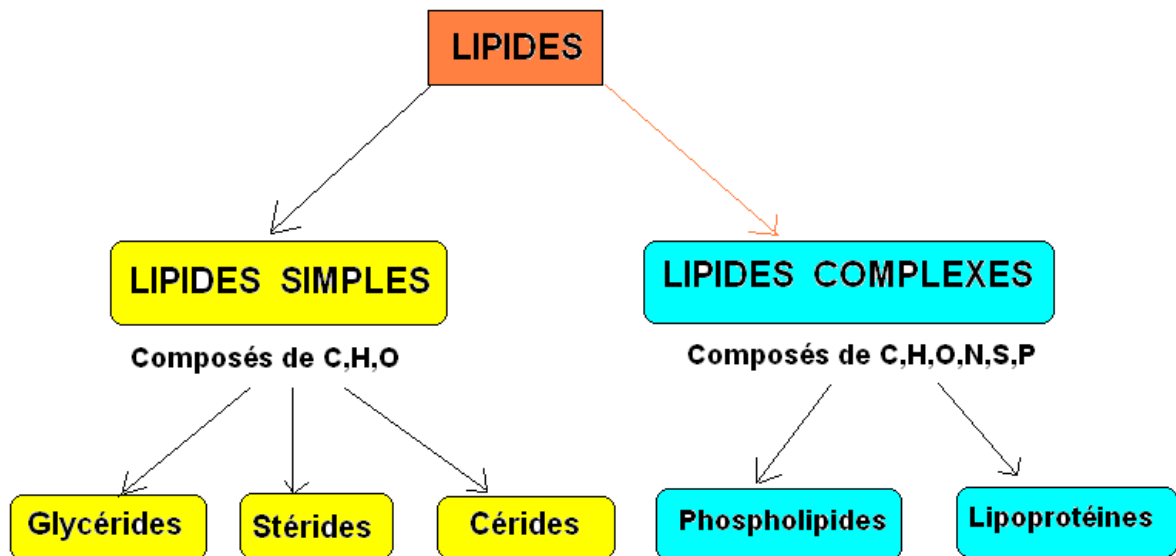 LIPIDES
LIPIDES SIMPLES
LIPIDES COMPLEXES
Composés de C,H,O
Composés de C,H,O,N,S,P
Glycérides
Stérides
Cérides
Phospholipides
Lipoprotéines